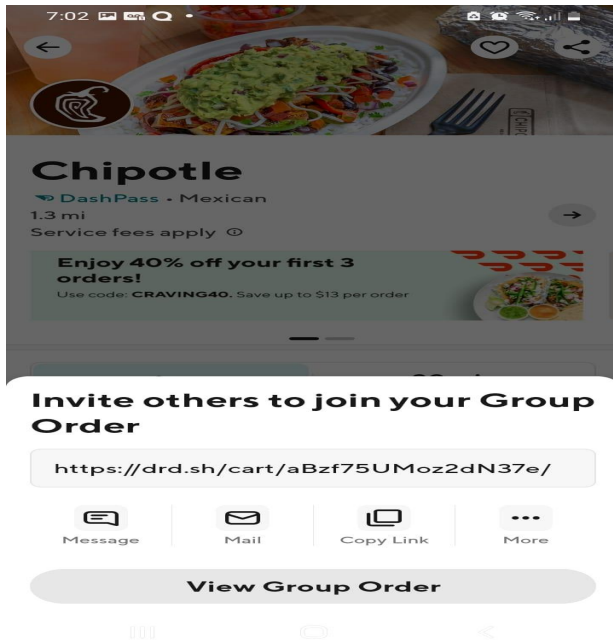 7:02
Chipotle
DashPass • Mexican
1.3 mi
Service fees apply
Enjoy 40% off your first 3
orders!
Use code: CRAVING40. Save up to $13 per order
Invite others to join your Group
Order
https://drd.sh/cart/aBzf75UMoz2dN37e/
Message Mail Copy Link More
View Group Order